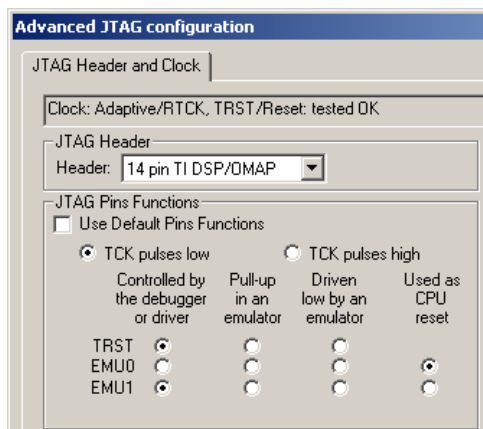 Advanced JTAG configuration
JTAG Header and Clock
Clock: Adaptive/RTCK, TRST/Reset: tested OK
JTAG Header
Header: 14 pin TI DSP/OMAP
JTAG Pins Functions
Use Default Pins Functions
TCK pulses low TCK pulses high
Controlled by Pull-up Driven Used as
the debugger in an low by an CPU
or driver emulator emulator reset
TRST
EMU0
EMU1